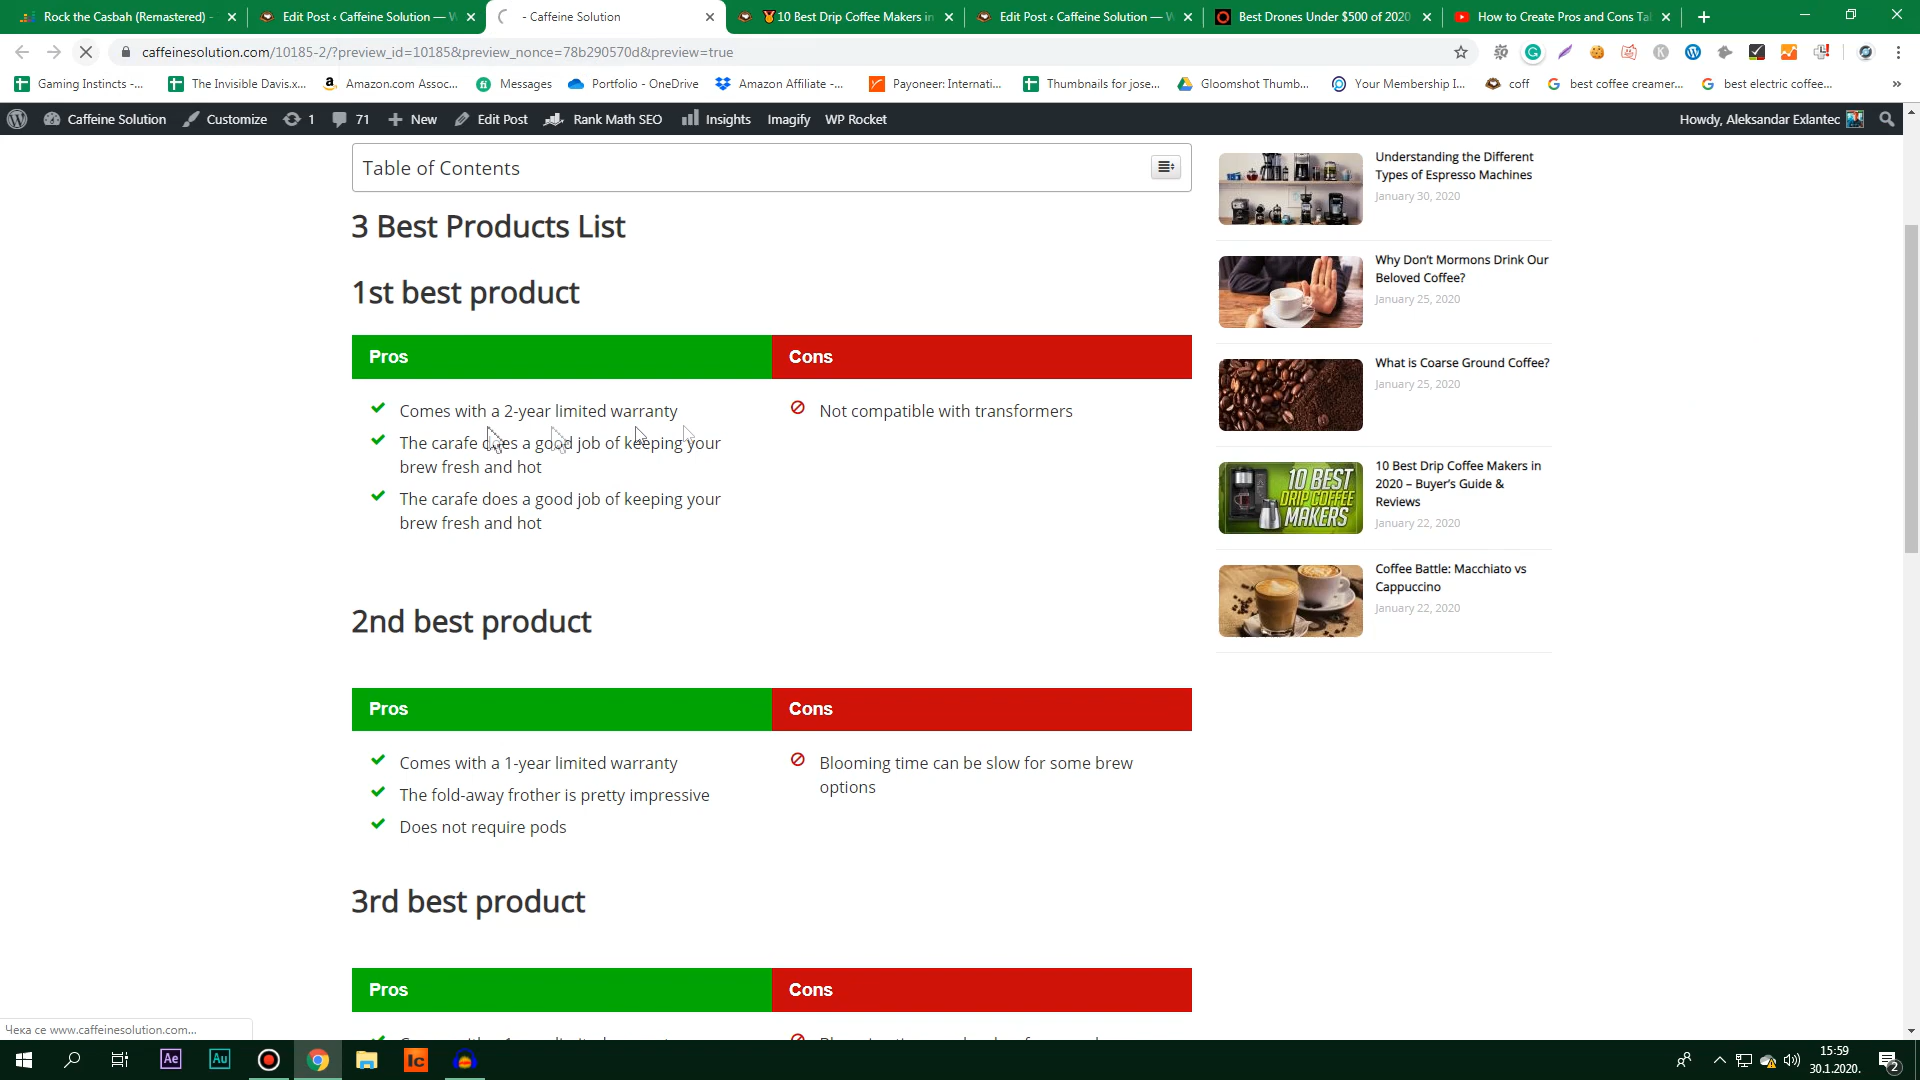 Rock the Casbah (Remastered) -
Edit Post ‹ Caffeine Solution — W
- Caffeine Solution
10 Best Drip Coffee Makers in
Edit Post ‹ Caffeine Solution — W
Best Drones Under $500 of 2020
How to Create Pros and Cons Ta
caffeinesolution.com/10185-2/?preview_id=10185&preview_nonce=78b290570d&preview=true
Gaming Instincts -...
The Invisible Davis.x...
Amazon.com Assoc...
Messages
Portfolio - OneDrive
Amazon Affiliate -...
Payoneer: Internati...
Thumbnails for jose...
Gloomshot Thumb...
Your Membership I...
coff
best coffee creamer...
best electric coffee...
»
Caffeine Solution
Customize
1
71
New
Edit Post
Rank Math SEO
Insights
Imagify
WP Rocket
Howdy, Aleksandar Exlantec
Table of Contents
3 Best Products List
1st best product
Pros
Cons
Comes with a 2-year limited warranty
The carafe does a good job of keeping your
brew fresh and hot
The carafe does a good job of keeping your
brew fresh and hot
Not compatible with transformers
2nd best product
Pros
Cons
Comes with a 1-year limited warranty
The fold-away frother is pretty impressive
Does not require pods
Blooming time can be slow for some brew
options
3rd best product
Pros
Cons
Understanding the Different
Types of Espresso Machines
January 30, 2020
Why Don't Mormons Drink Our
Beloved Coffee?
January 25, 2020
What is Coarse Ground Coffee?
January 25, 2020
10 BEST
DRIP COFFEE
MAKERS
10 Best Drip Coffee Makers in
2020 – Buyer's Guide &
Reviews
January 22, 2020
Coffee Battle: Macchiato vs
Cappuccino
January 22, 2020
Чека се www.caffeinesolution.com...
Ae
Au
Ic
15:59
30.1.2020.
2